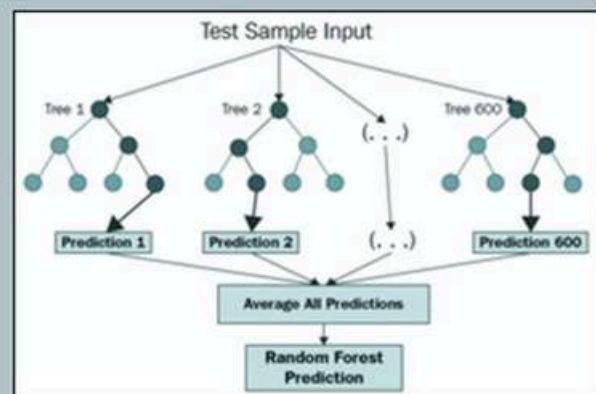 Test Sample Input
Tree 1
Tree 2
(. . .)
Tree 600
Prediction 1
Prediction 2
(. . .)
Prediction 600
Average All Predictions
Random Forest
Prediction